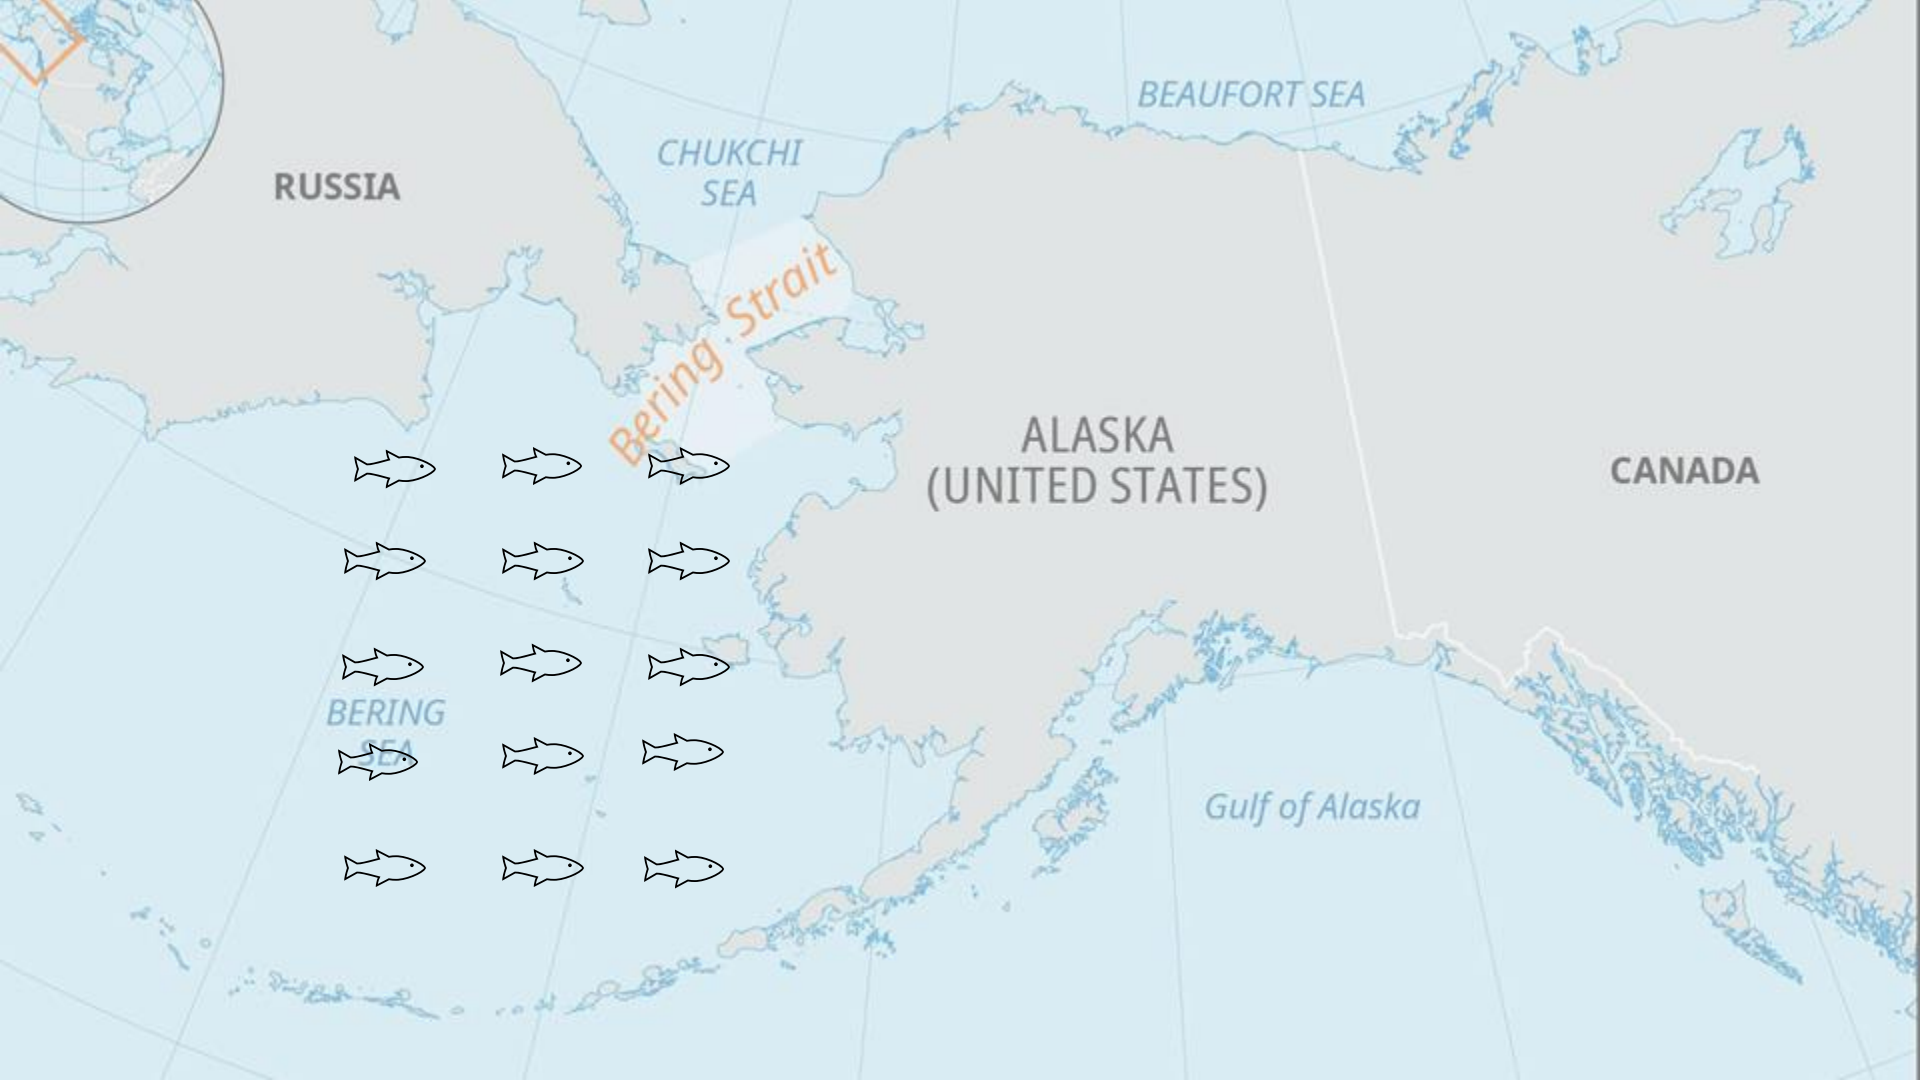 BEAUFORT SEA
CHUKCHI
SEA
RUSSIA
Bering Strait
ALASKA
(UNITED STATES)
CANADA
BERING
SEA
Gulf of Alaska